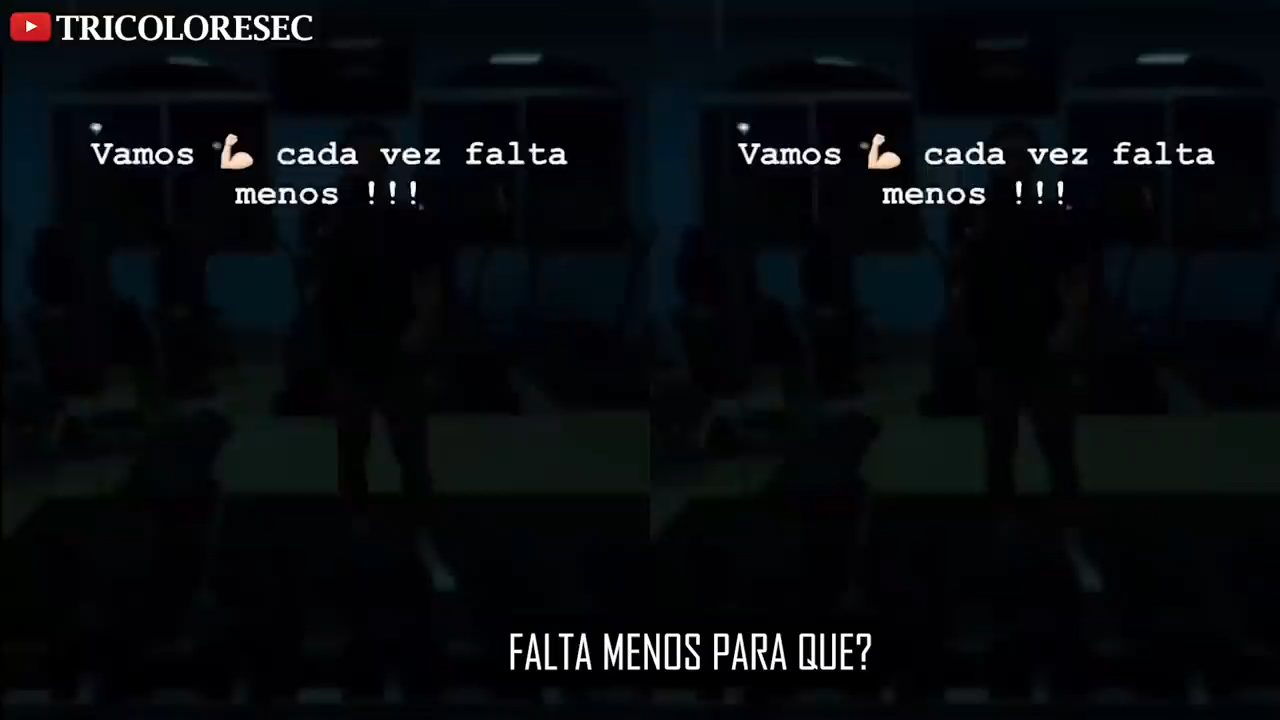 TRICOLORESEC
Vamos 💪🏻 cada vez falta
menos !!!
Vamos 💪🏻 cada vez falta
menos !!!
FALTA MENOS PARA QUE?